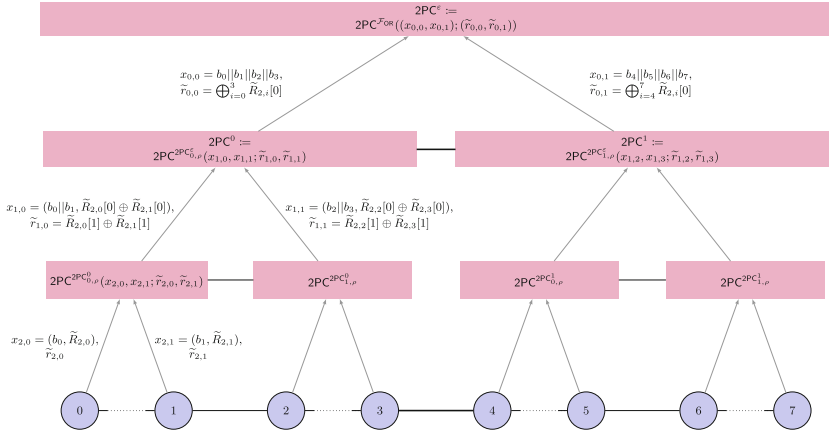 2PC^ε :=
2PC^{F_OR}((x_{0,0}, x_{0,1}); (r̃_{0,0}, r̃_{0,1}))
x_{0,0} = b_0||b_1||b_2||b_3,
r̃_{0,0} = ⊕_{i=0}^{3} R̃_{2,i}[0]
x_{0,1} = b_4||b_5||b_6||b_7,
r̃_{0,1} = ⊕_{i=4}^{7} R̃_{2,i}[0]
2PC^0 :=
2PC^{2PC^ε_{0,ρ}}(x_{1,0}, x_{1,1}; r̃_{1,0}, r̃_{1,1})
2PC^1 :=
2PC^{2PC^ε_{1,ρ}}(x_{1,2}, x_{1,3}; r̃_{1,2}, r̃_{1,3})
x_{1,0} = (b_0||b_1, R̃_{2,0}[0] ⊕ R̃_{2,1}[0]),
r̃_{1,0} = R̃_{2,0}[1] ⊕ R̃_{2,1}[1]
x_{1,1} = (b_2||b_3, R̃_{2,2}[0] ⊕ R̃_{2,3}[0]),
r̃_{1,1} = R̃_{2,2}[1] ⊕ R̃_{2,3}[1]
2PC^{2PC^0_{0,ρ}}(x_{2,0}, x_{2,1}; r̃_{2,0}, r̃_{2,1})
2PC^{2PC^0_{1,ρ}}
2PC^{2PC^1_{0,ρ}}
2PC^{2PC^1_{1,ρ}}
x_{2,0} = (b_0, R̃_{2,0}),
r̃_{2,0}
x_{2,1} = (b_1, R̃_{2,1}),
r̃_{2,1}
0 1 2 3 4 5 6 7